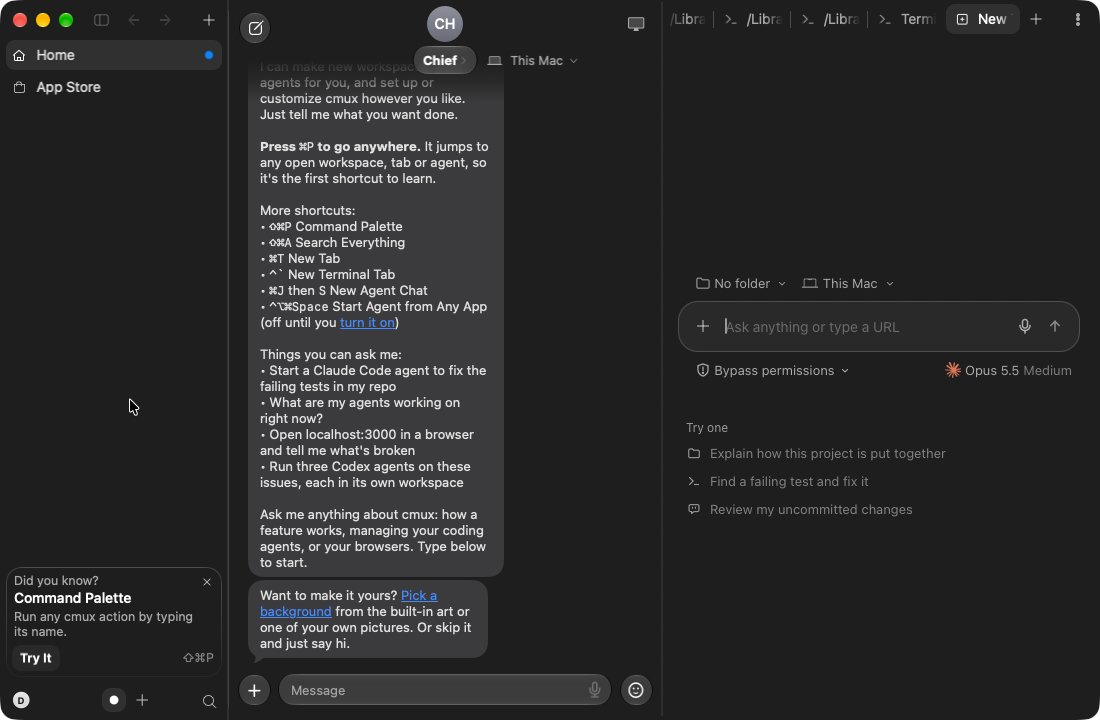 Home
App Store
Did you know?
Command Palette
Run any cmux action by typing
its name.
Try It
⇧⌘P
D
CH
Chief
This Mac
agents for you, and set up or
customize cmux however you like.
Just tell me what you want done.
Press ⌘P to go anywhere. It jumps to
any open workspace, tab or agent, so
it's the first shortcut to learn.
More shortcuts:
• ⇧⌘P Command Palette
• ⇧⌘A Search Everything
• ⌘T New Tab
• ^` New Terminal Tab
• ⌘J then S New Agent Chat
• ^⌥⌘Space Start Agent from Any App
(off until you turn it on)
Things you can ask me:
• Start a Claude Code agent to fix the
failing tests in my repo
• What are my agents working on
right now?
• Open localhost:3000 in a browser
and tell me what's broken
• Run three Codex agents on these
issues, each in its own workspace
Ask me anything about cmux: how a
feature works, managing your coding
agents, or your browsers. Type below
to start.
Want to make it yours? Pick a
background from the built-in art or
one of your own pictures. Or skip it
and just say hi.
Message
/Libra
/Libra
/Libra
Termi
New
No folder
This Mac
Ask anything or type a URL
Bypass permissions
Opus 5.5 Medium
Try one
Explain how this project is put together
Find a failing test and fix it
Review my uncommitted changes